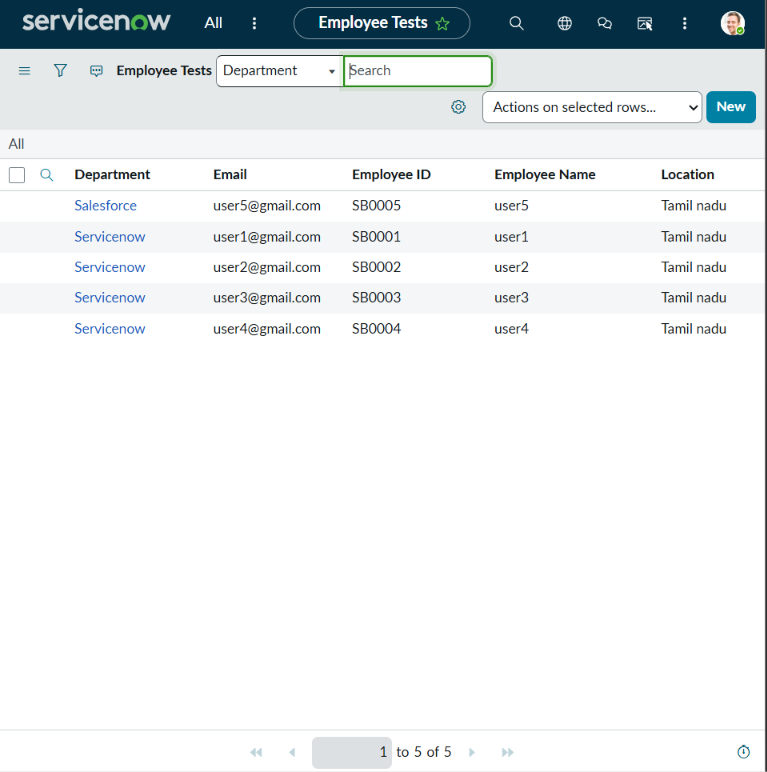 servicenow All Employee Tests
Employee Tests Department Search
Actions on selected rows... New
All
Department Email Employee ID Employee Name Location
Salesforce user5@gmail.com SB0005 user5 Tamil nadu
Servicenow user1@gmail.com SB0001 user1 Tamil nadu
Servicenow user2@gmail.com SB0002 user2 Tamil nadu
Servicenow user3@gmail.com SB0003 user3 Tamil nadu
Servicenow user4@gmail.com SB0004 user4 Tamil nadu
1 to 5 of 5